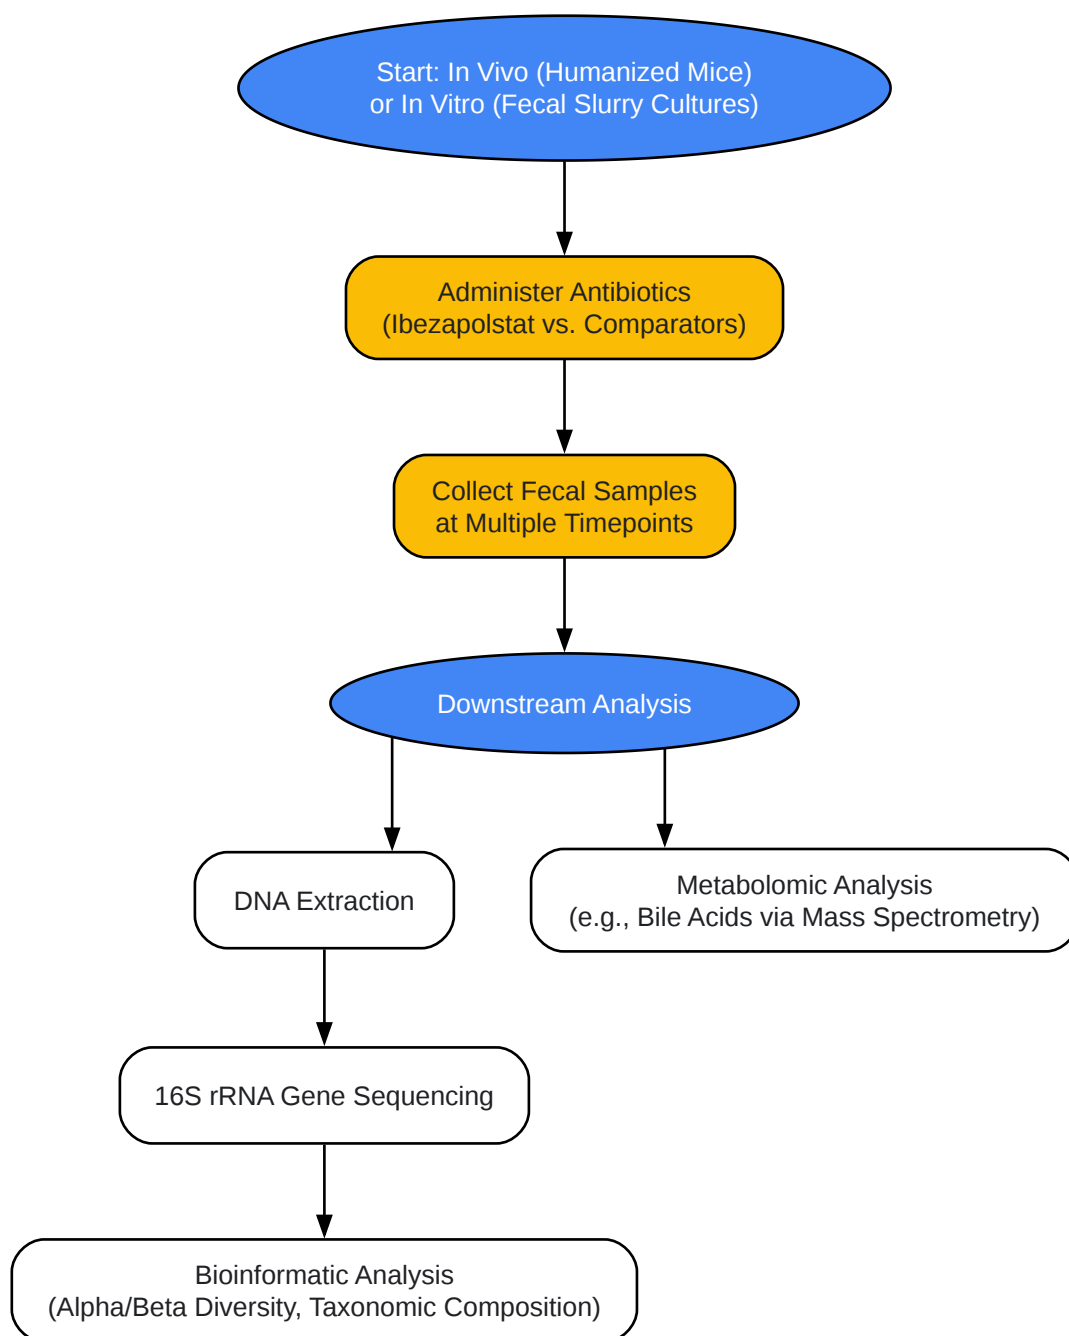 Start: In Vivo (Humanized Mice)
or In Vitro (Fecal Slurry Cultures)
Administer Antibiotics
(Ibezapolstat vs. Comparators)
Collect Fecal Samples
at Multiple Timepoints
Downstream Analysis
DNA Extraction
Metabolomic Analysis
(e.g., Bile Acids via Mass Spectrometry)
16S rRNA Gene Sequencing
Bioinformatic Analysis
(Alpha/Beta Diversity, Taxonomic Composition)